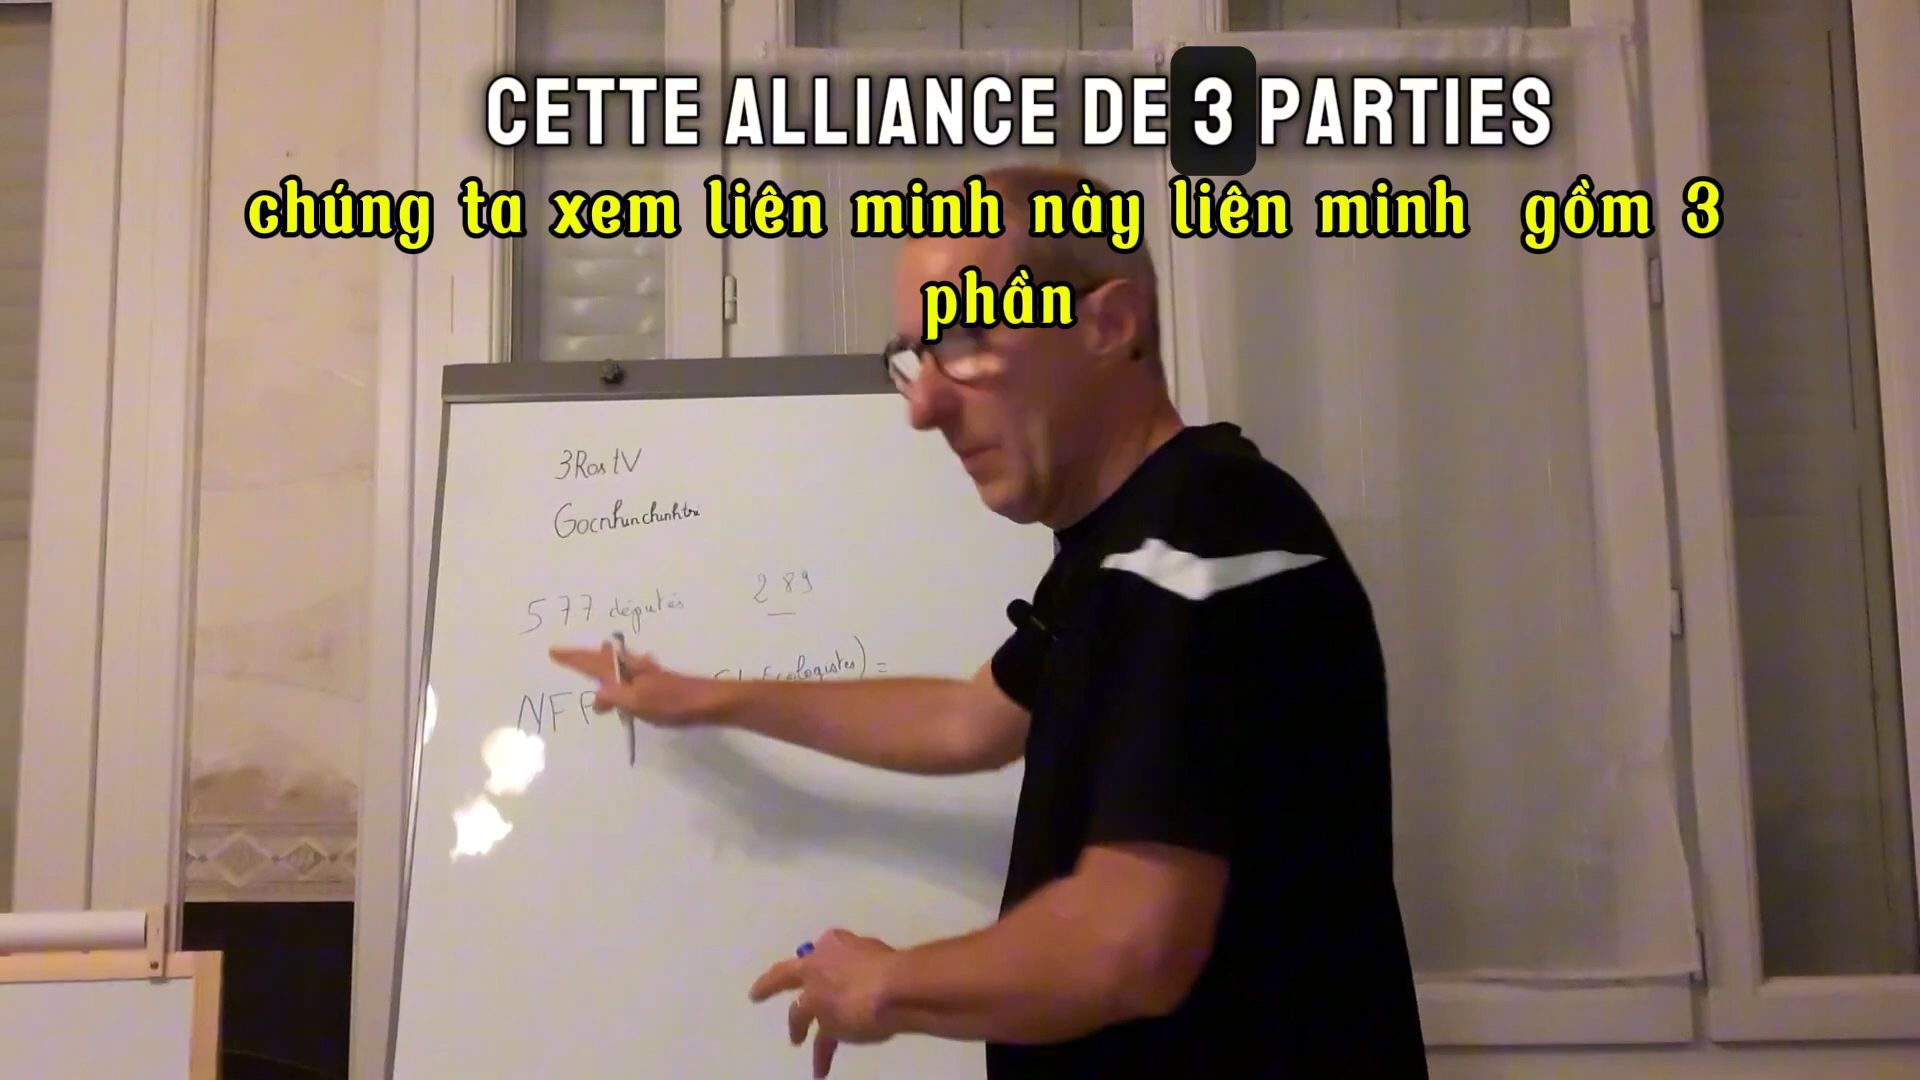 CETTE ALLIANCE DE 3 PARTIES
chúng ta xem liên minh này liên minh gồm 3
phần
3Ros tV
Gocnhinchinhtri
577 députés 289
Ecologistes) =
NFP